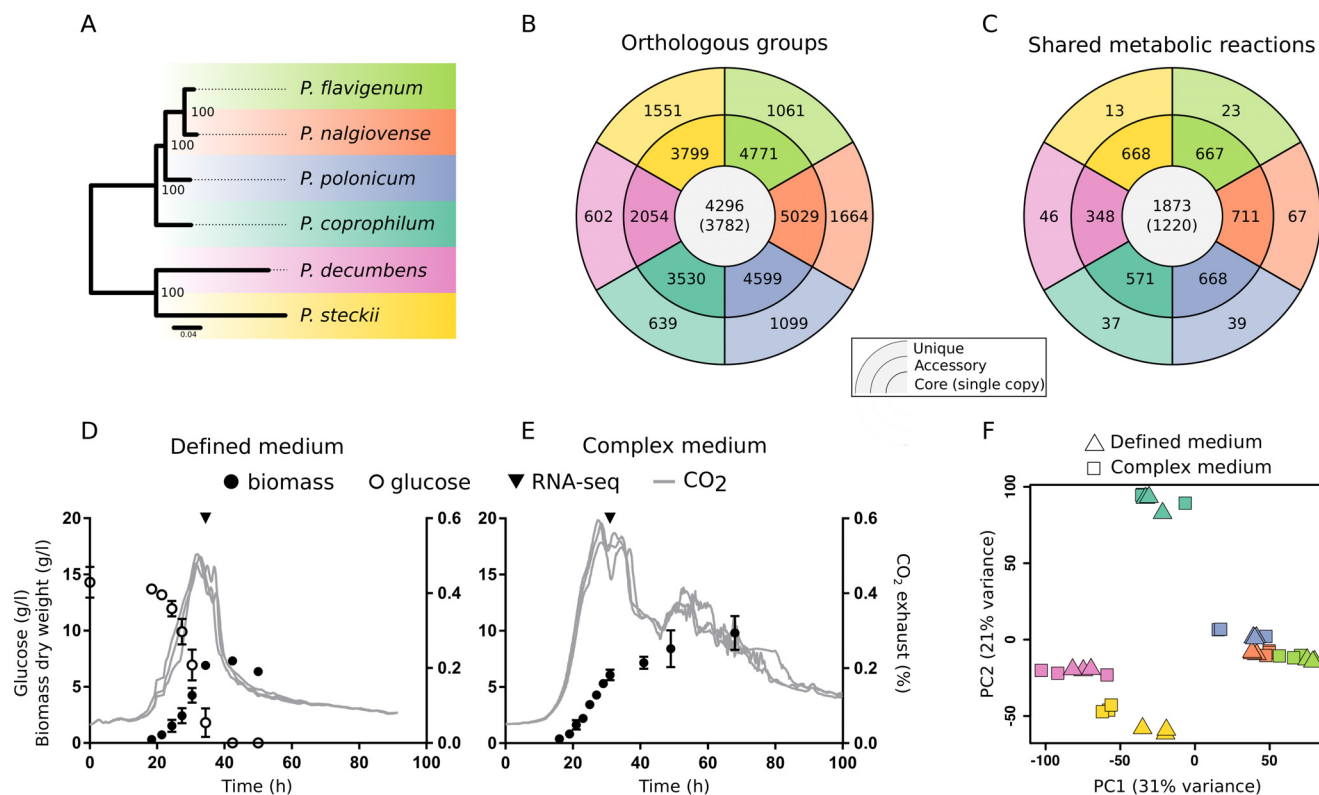 A
P. flavigenum
P. nalgiovense
P. polonicum
P. coprophilum
P. decumbens
P. steckii
100
100
100
100
0.04
B
Orthologous groups
1551
1061
3799
4771
602
2054
4296
(3782)
5029
1664
3530
4599
639
1099
C
Shared metabolic reactions
13
23
668
667
46
348
1873
(1220)
711
67
571
668
37
39
Unique
Accessory
Core (single copy)
D
Defined medium
E
Complex medium
biomass
glucose
RNA-seq
CO2
Glucose (g/l)
Biomass dry weight (g/l)
20
15
10
5
0
0.6
0.4
0.2
0.0
0 20 40 60 80 100
Time (h)
20
15
10
5
0
0.6
0.4
0.2
0.0
CO2 exhaust (%)
0 20 40 60 80 100
Time (h)
F
Defined medium
Complex medium
PC2 (21% variance)
100
50
0
-50
-100 -50 0 50
PC1 (31% variance)